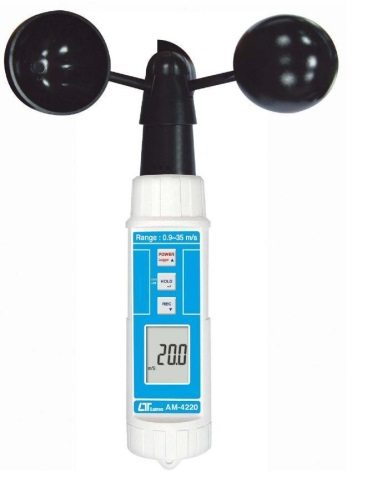 Range : 0.9~35 m/s
POWER
HOLD
REC
20.0
m/s
Lutron AM-4220